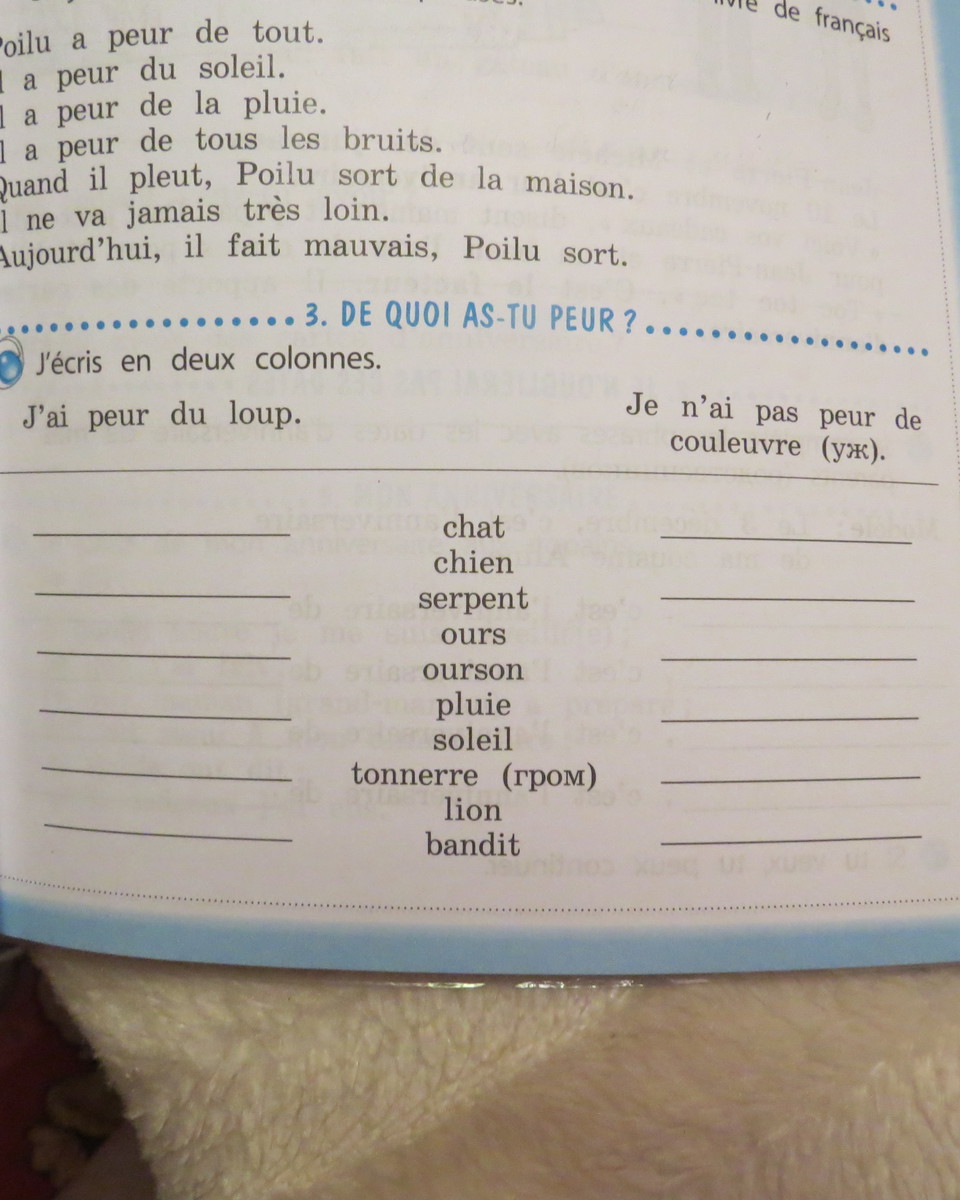 de français
oilu a peur de tout.
a peur du soleil.
a peur de la pluie.
a peur de tous les bruits.
Quand il pleut, Poilu sort de la maison.
l ne va jamais très loin.
Aujourd'hui, il fait mauvais, Poilu sort.
3. DE QUOI AS-TU PEUR ?
J'écris en deux colonnes.
J'ai peur du loup.
Je n'ai pas peur de
couleuvre (уж).
chat
chien
serpent
ours
ourson
pluie
soleil
tonnerre (гром)
lion
bandit